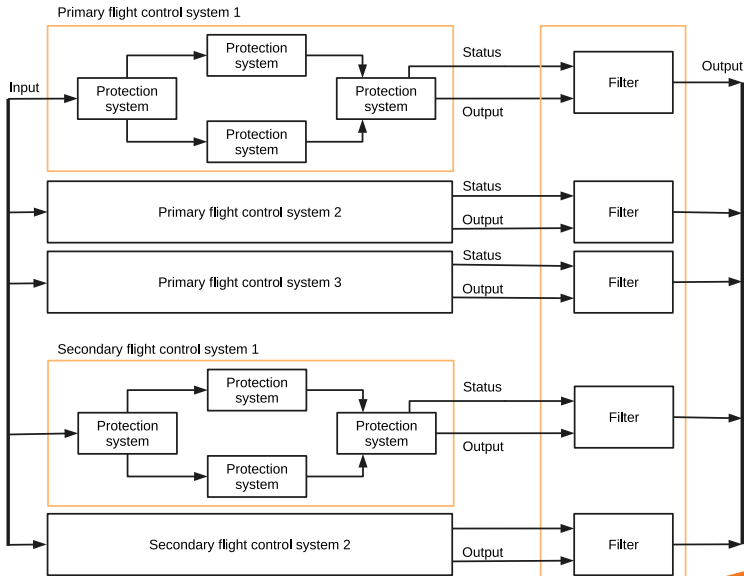 Primary flight control system 1
Protection
system
Status
Input
Protection
system
Protection
system
Filter
Output
Output
Protection
system
Status
Primary flight control system 2
Filter
Output
Status
Primary flight control system 3
Filter
Output
Secondary flight control system 1
Protection
system
Status
Protection
system
Protection
system
Filter
Output
Protection
system
Secondary flight control system 2
Filter
Output